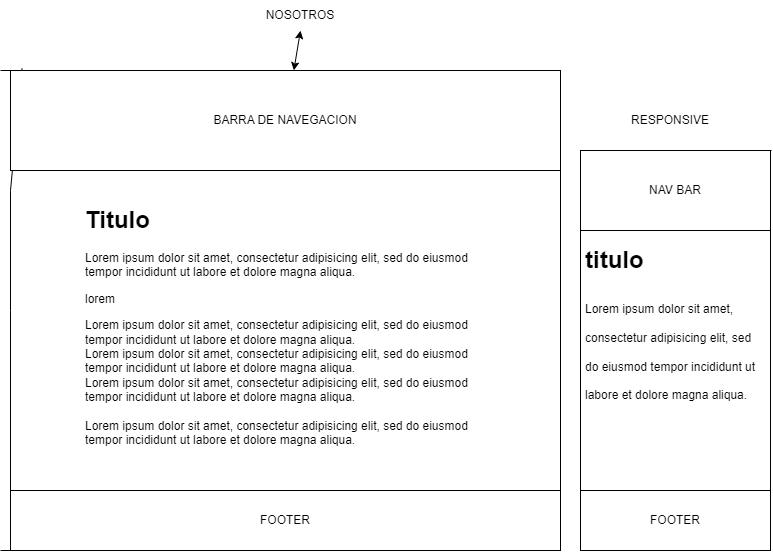 NOSOTROS
BARRA DE NAVEGACION
Titulo
Lorem ipsum dolor sit amet, consectetur adipisicing elit, sed do eiusmod
tempor incididunt ut labore et dolore magna aliqua.
lorem
Lorem ipsum dolor sit amet, consectetur adipisicing elit, sed do eiusmod
tempor incididunt ut labore et dolore magna aliqua.
Lorem ipsum dolor sit amet, consectetur adipisicing elit, sed do eiusmod
tempor incididunt ut labore et dolore magna aliqua.
Lorem ipsum dolor sit amet, consectetur adipisicing elit, sed do eiusmod
tempor incididunt ut labore et dolore magna aliqua.
Lorem ipsum dolor sit amet, consectetur adipisicing elit, sed do eiusmod
tempor incididunt ut labore et dolore magna aliqua.
FOOTER
RESPONSIVE
NAV BAR
titulo
Lorem ipsum dolor sit amet,
consectetur adipisicing elit, sed
do eiusmod tempor incididunt ut
labore et dolore magna aliqua.
FOOTER